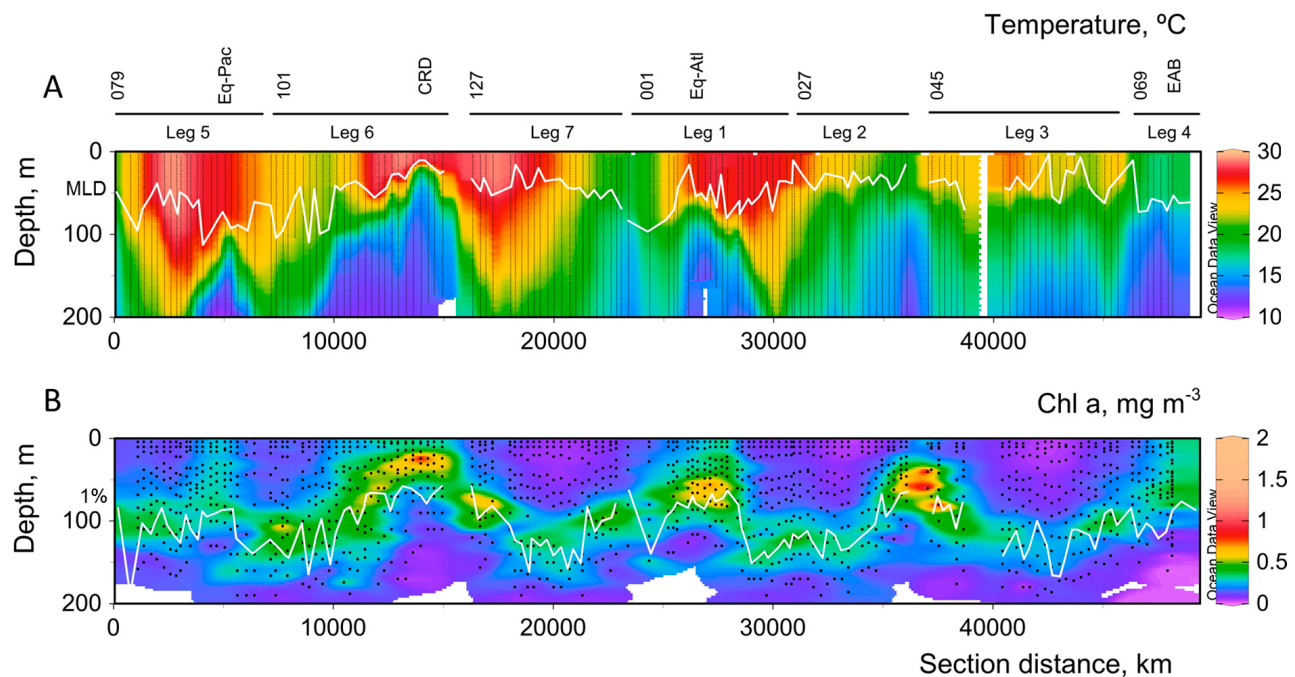 Temperature, ºC
A
079
Eq-Pac
101
CRD
127
001
Eq-Atl
027
045
069
EAB
Leg 5
Leg 6
Leg 7
Leg 1
Leg 2
Leg 3
Leg 4
Depth, m
0
MLD
100
200
0
10000
20000
30000
40000
30
25
20
15
10
Ocean Data View
B
Chl a, mg m-3
Depth, m
0
1%
100
200
0
10000
20000
30000
40000
2
1.5
1
0.5
0
Ocean Data View
Section distance, km